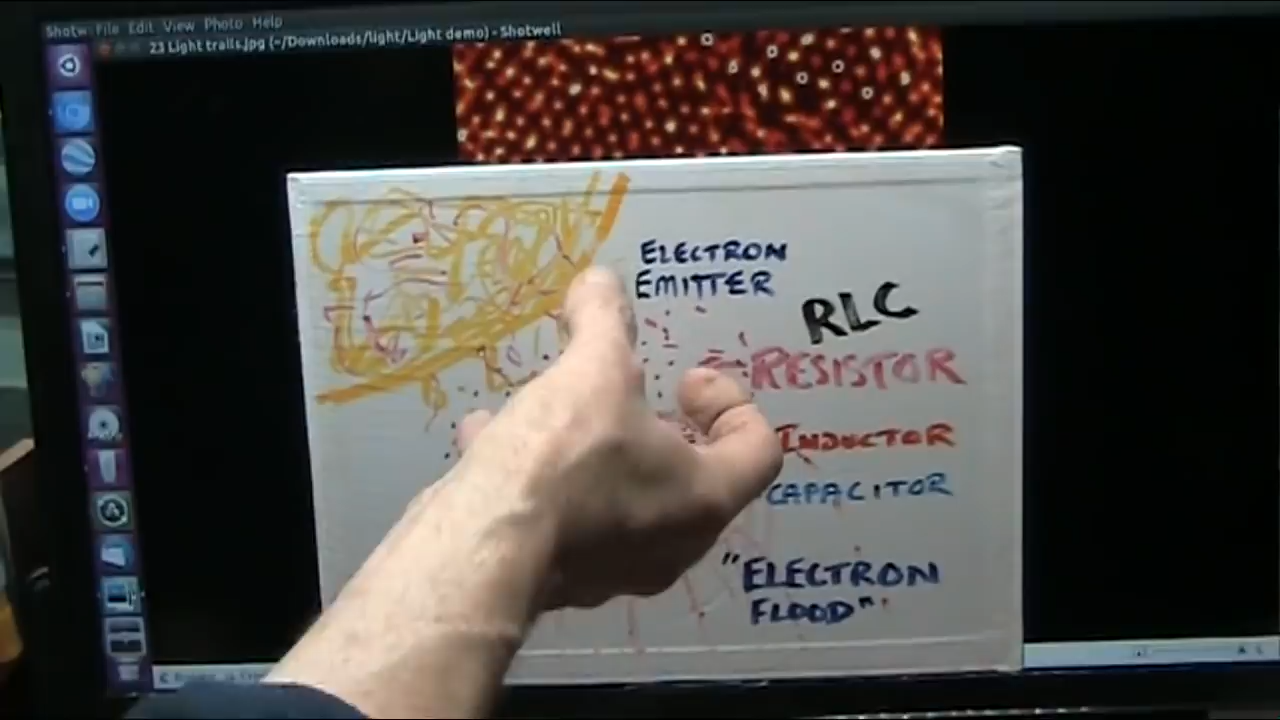 Shotw File Edit View Photo Help
23 Light trails.jpg (~/Downloads/light/Light demo) - Shotwell
ELECTRON
EMITTER
RLC
RESISTOR
INDUCTOR
CAPACITOR
"ELECTRON
FLOOD"